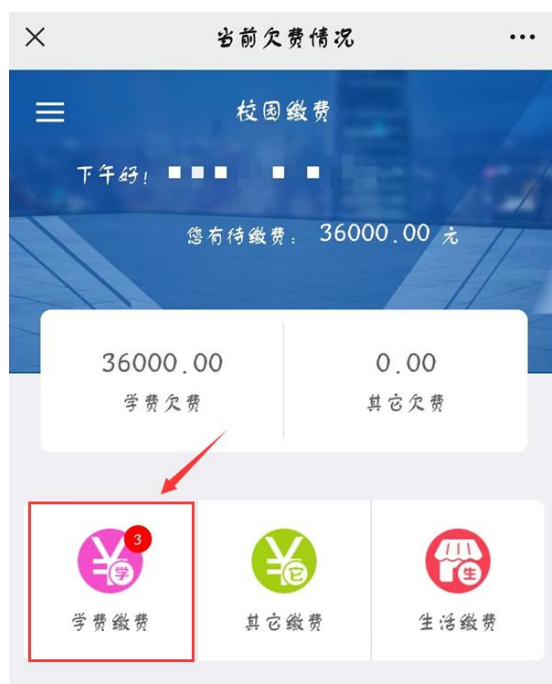 当前欠费情况
校园缴费
下午好!
您有待缴费: 36000.00 元
36000.00
0.00
学费欠费
其它欠费
3
学
它
生
学费缴费
其它缴费
生活缴费